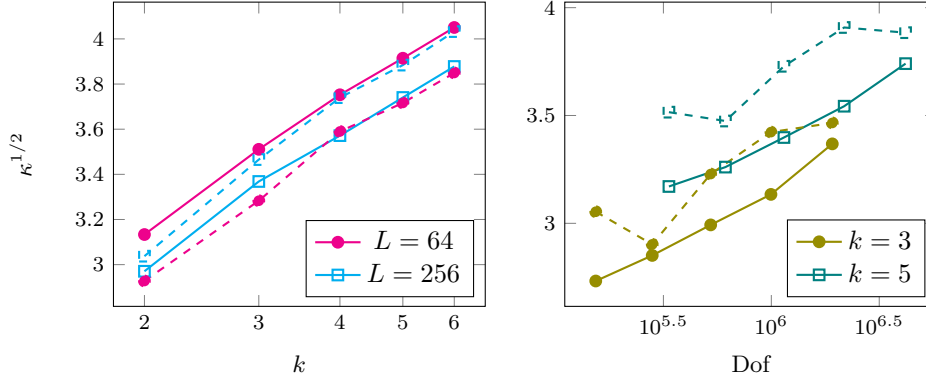 4
3.8
3.6
3.4
3.2
3
κ^{1/2}
2
3
4
5
6
k
L = 64
L = 256
3.5
3
10^{5.5}
10^{6}
10^{6.5}
Dof
k = 3
k = 5